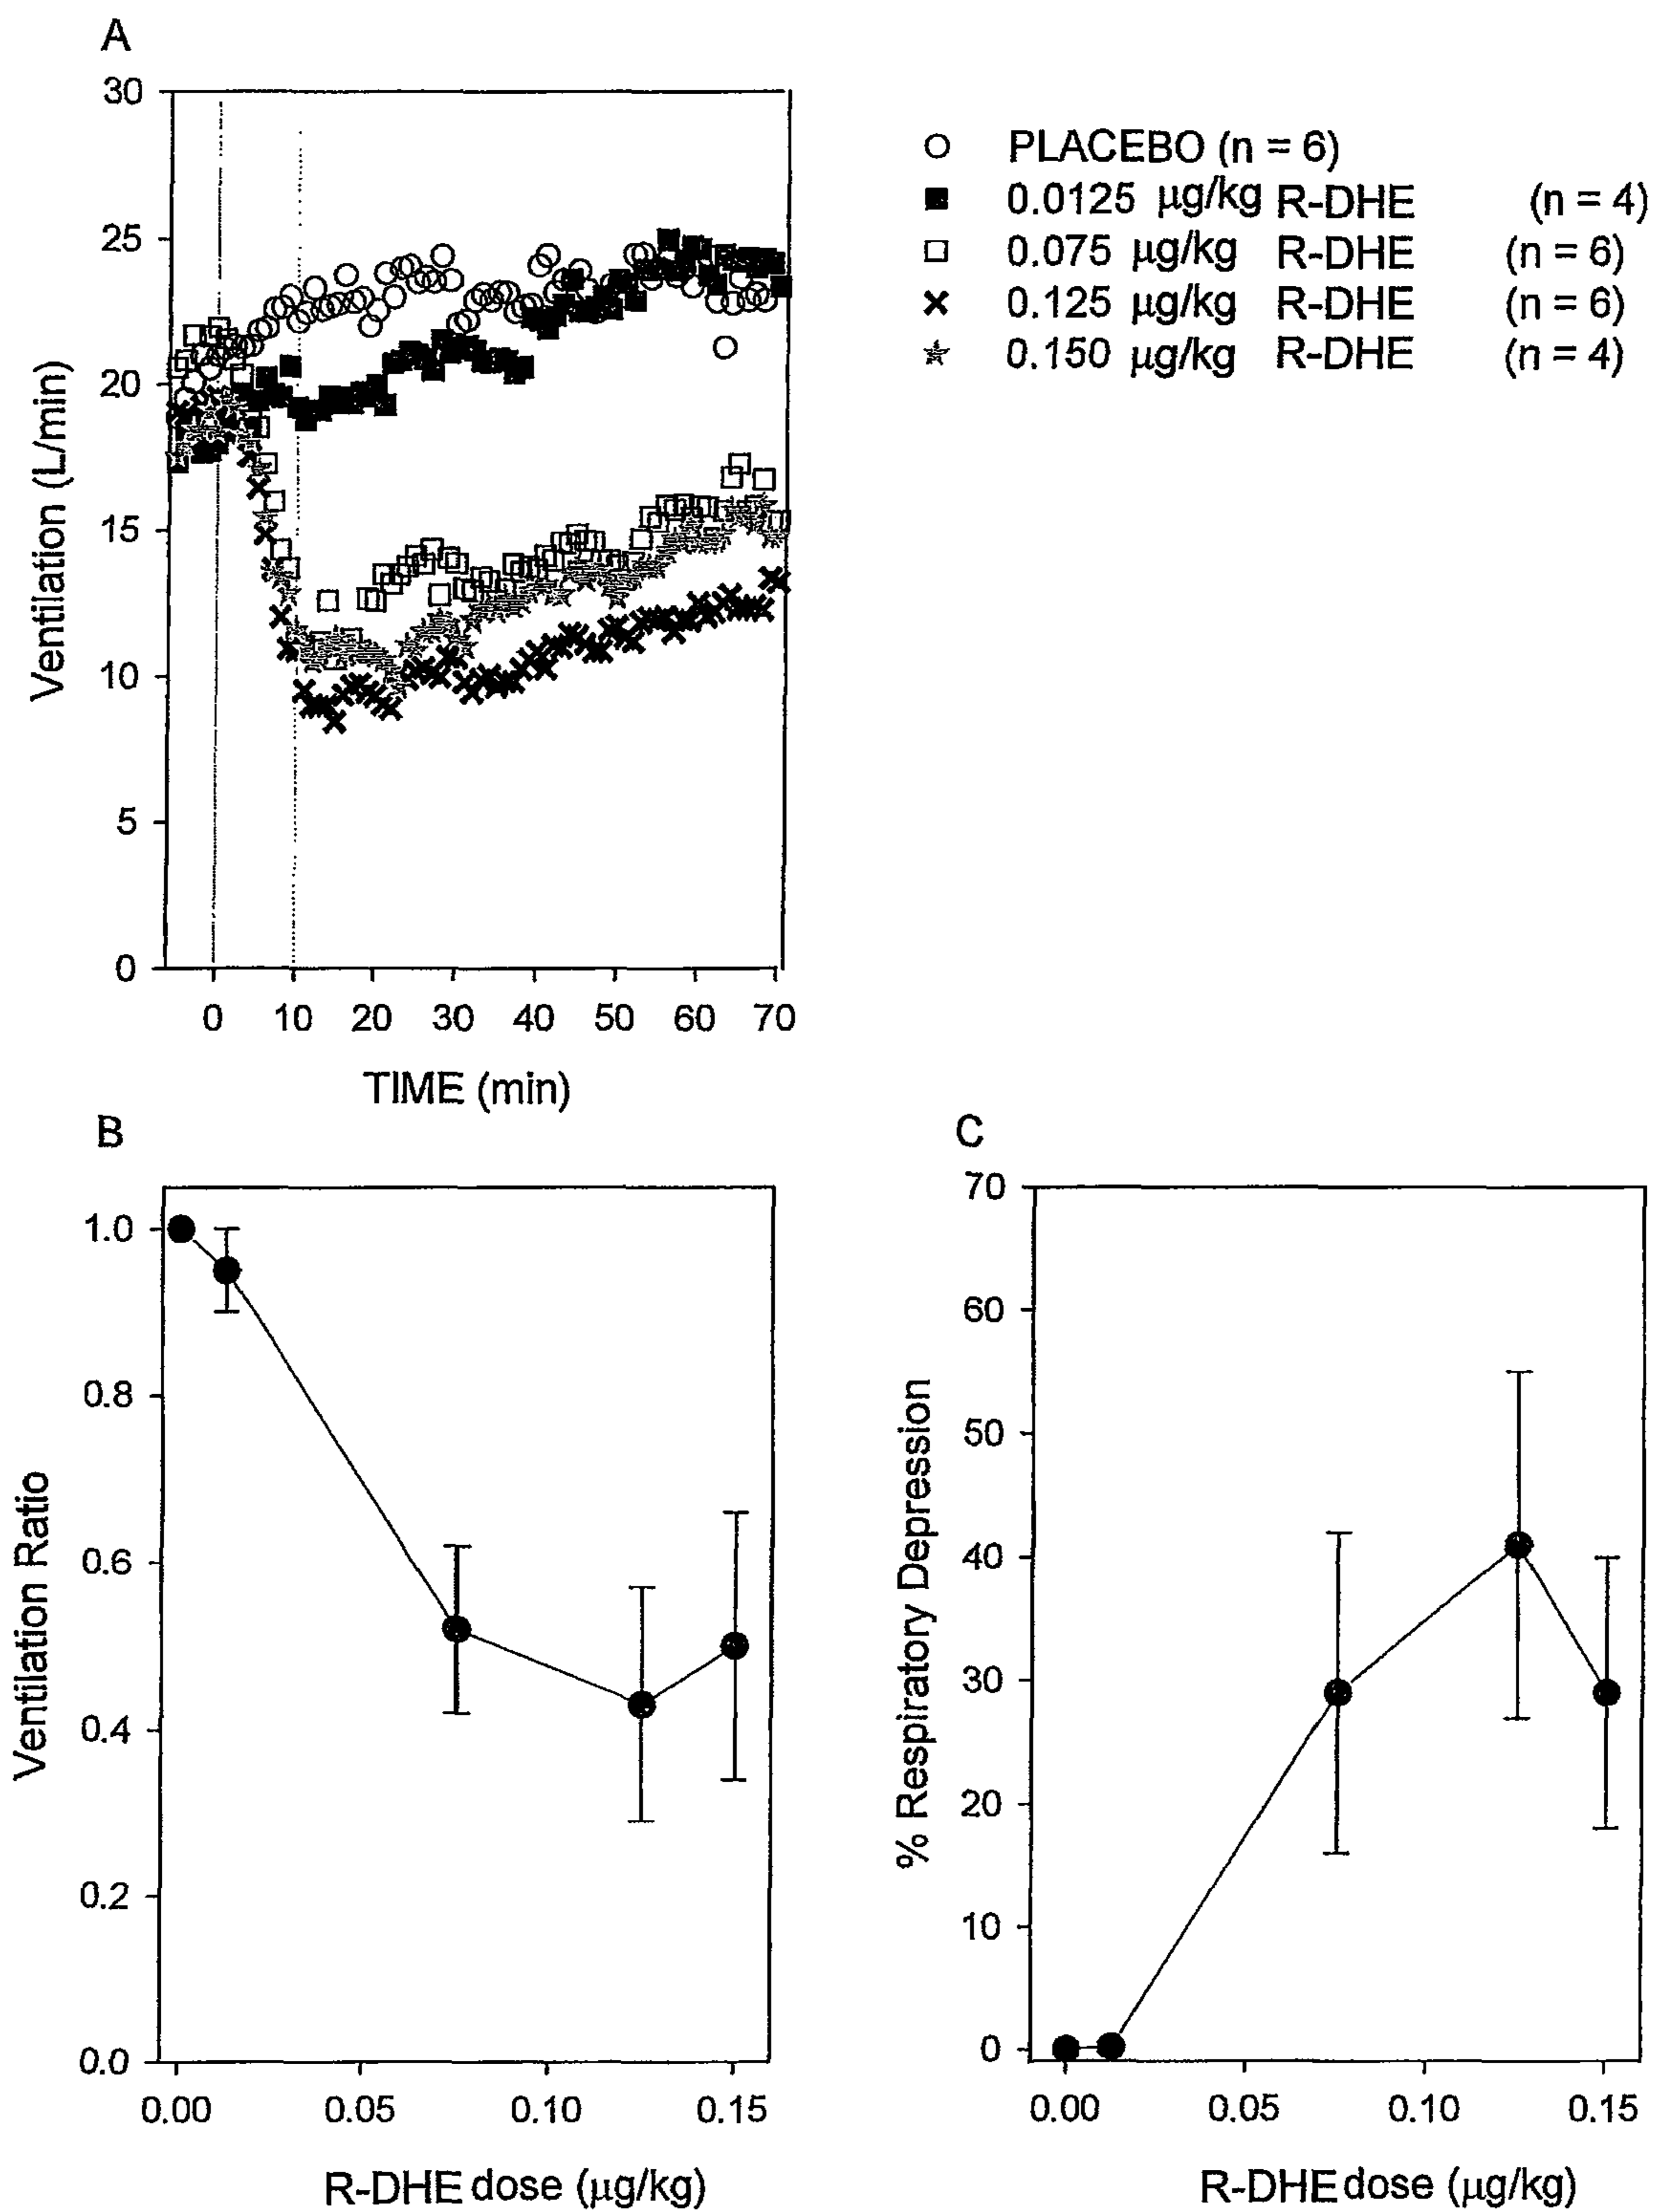 A
30
25
20
15
10
5
0
Ventilation (L/min)
0 10 20 30 40 50 60 70
TIME (min)
PLACEBO (n = 6)
0.0125 μg/kg R-DHE (n = 4)
0.075 μg/kg R-DHE (n = 6)
0.125 μg/kg R-DHE (n = 6)
0.150 μg/kg R-DHE (n = 4)
B
1.0
0.8
0.6
0.4
0.2
0.0
Ventilation Ratio
0.00 0.05 0.10 0.15
R-DHE dose (μg/kg)
C
70
60
50
40
30
20
10
0
% Respiratory Depression
0.00 0.05 0.10 0.15
R-DHE dose (μg/kg)